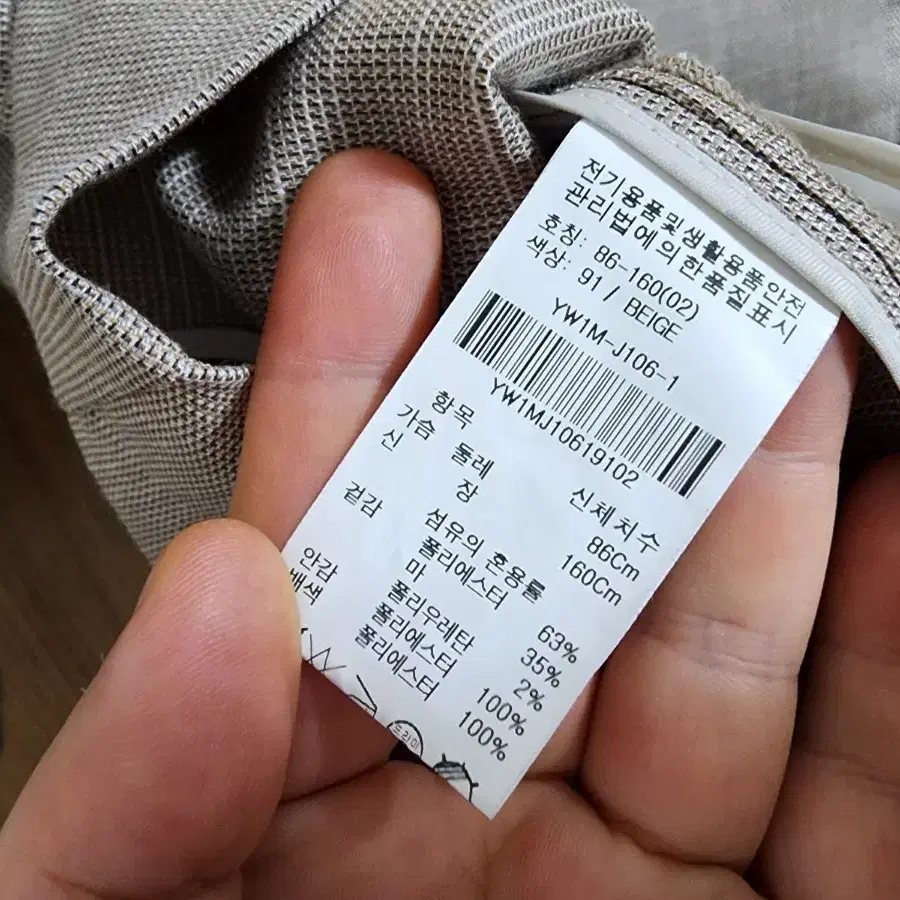 전기용품및생활용품안전
관리법에의한품질표시
호칭: 86-160(02)
색상: 91 / BEIGE
YW1M-J106-1
YW1MJ10619102
항목 신체 치수
가슴 둘레 86Cm
신 장 160Cm
섬유의 혼용률
겉감 폴리에스터 63%
마 35%
폴리우레탄 2%
안감 폴리에스터 100%
배색 폴리에스터 100%
드라이